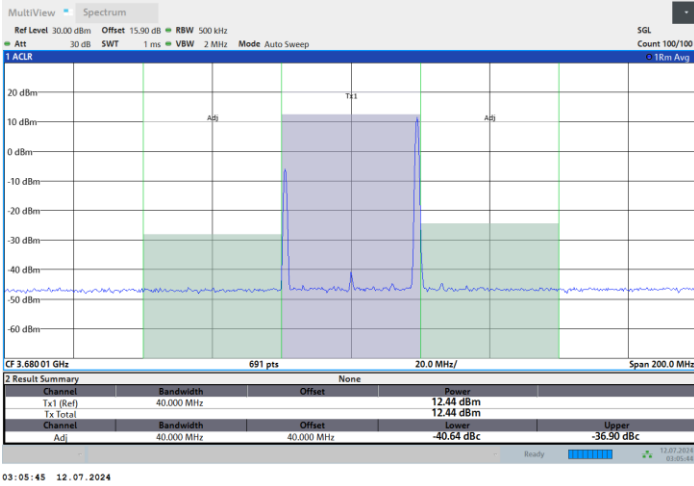 MultiView Spectrum
Ref Level 30.00 dBm Offset 15.90 dB RBW 500 kHz SGL
Att 30 dB SWT 1 ms VBW 2 MHz Mode Auto Sweep Count 100/100
1 ACLR 1Rm Avg
20 dBm
Tx1
10 dBm Adj Adj
0 dBm
-10 dBm
-20 dBm
-30 dBm
-40 dBm
-50 dBm
-60 dBm
CF 3.680 01 GHz 691 pts 20.0 MHz/ Span 200.0 MHz
2 Result Summary None
Channel Bandwidth Offset Power
Tx1 (Ref) 40.000 MHz 12.44 dBm
Tx Total 12.44 dBm
Channel Bandwidth Offset Lower Upper
Adj 40.000 MHz 40.000 MHz -40.64 dBc -36.90 dBc
Ready 12.07.2024
03:05:44
03:05:45 12.07.2024